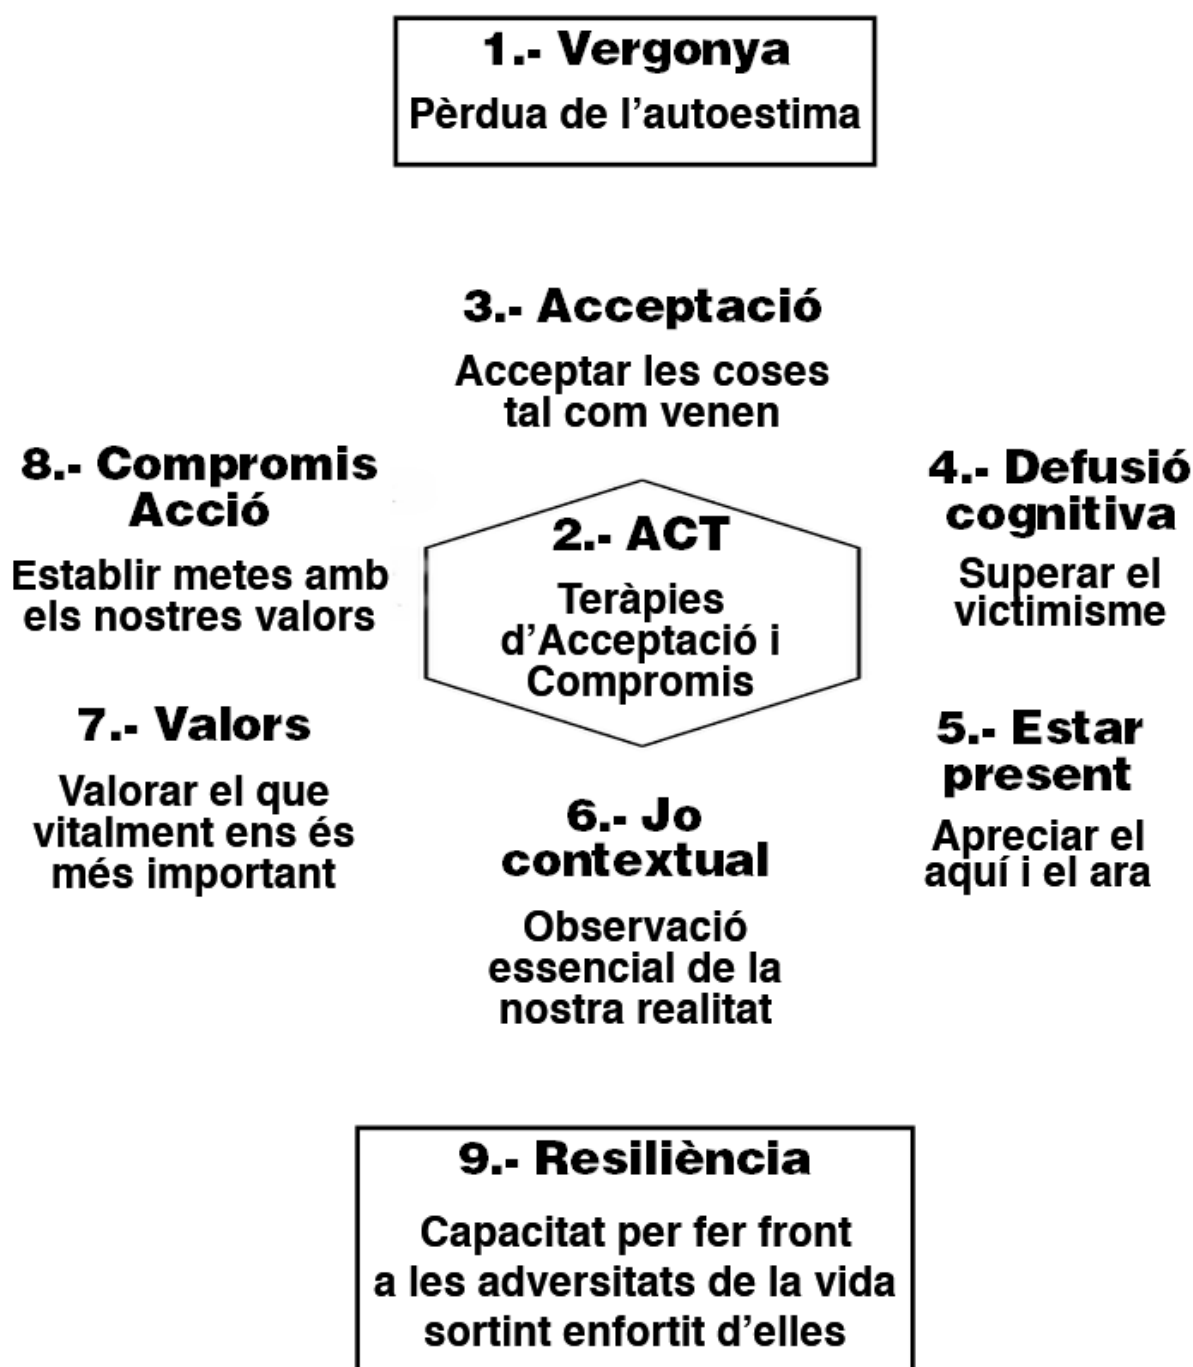 1.- Vergonya
Pèrdua de l’autoestima
3.- Acceptació
Acceptar les coses
tal com venen
8.- Compromis
Acció
Establir metes amb
els nostres valors
2.- ACT
Teràpies
d’Acceptació i
Compromis
4.- Defusió
cognitiva
Superar el
victimisme
7.- Valors
Valorar el que
vitalment ens és
més important
6.- Jo
contextual
Observació
essencial de la
nostra realitat
5.- Estar
present
Apreciar el
aquí i el ara
9.- Resiliència
Capacitat per fer front
a les adversitats de la vida
sortint enfortit d’elles